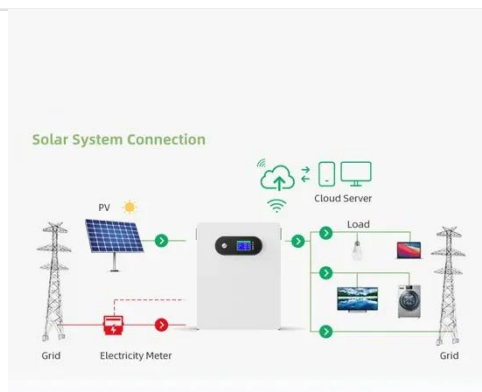 Solar System Connection
Cloud Server
PV
Load
Grid
Electricity Meter
Grid